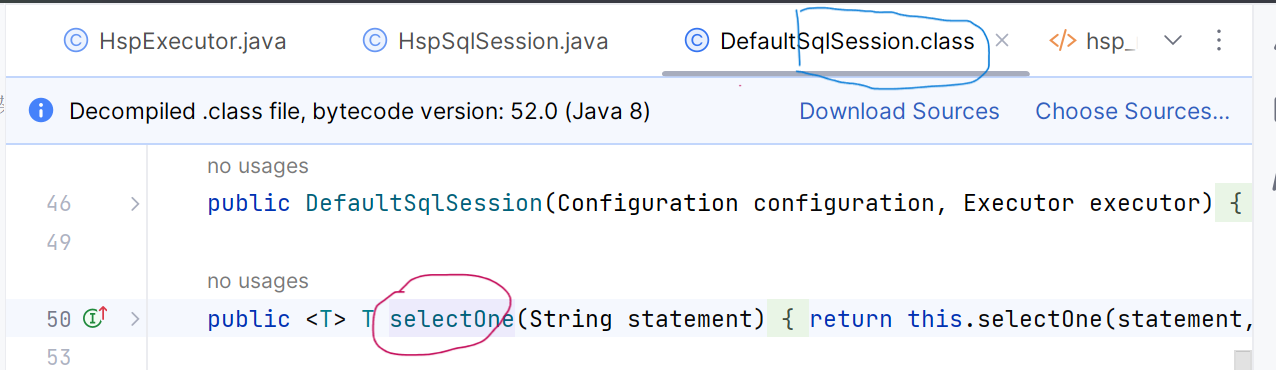 HspExecutor.java HspSqlSession.java DefaultSqlSession.class hsp_
Decompiled .class file, bytecode version: 52.0 (Java 8) Download Sources Choose Sources...
no usages
46 public DefaultSqlSession(Configuration configuration, Executor executor) {
49
no usages
50 public <T> T selectOne(String statement) { return this.selectOne(statement,
53